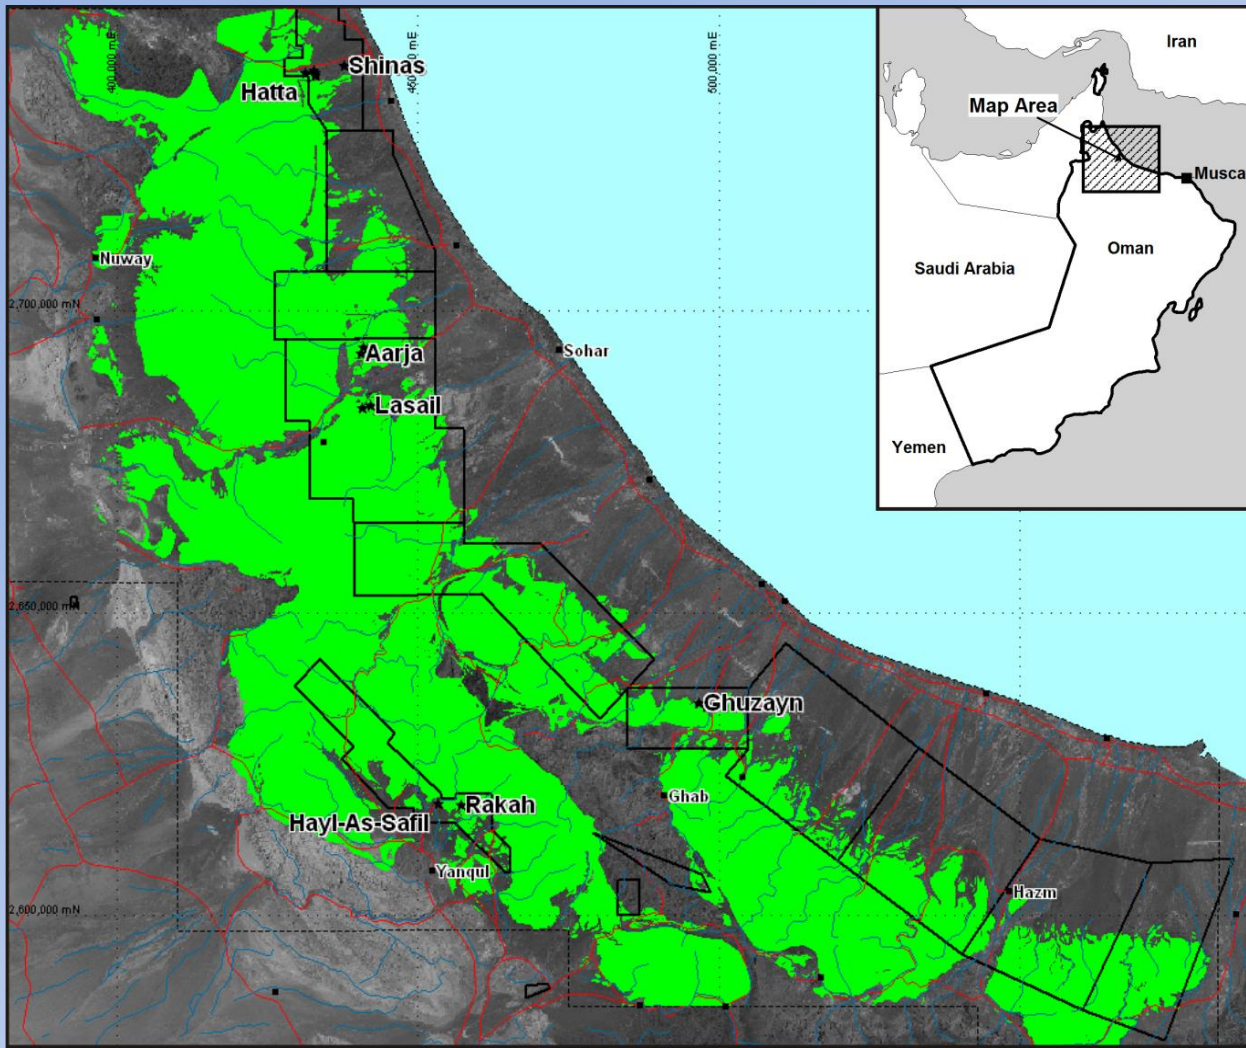 400,000 mE
450,000 mE
500,000 mE
Shinas
Hatta
Nuway
2,700,000 mN
Aarja
Sohar
Lasail
2,650,000 mN
Ghuzayn
Ghab
Rakah
Hayl-As-Safil
Yanqul
Hazm
2,600,000 mN
Iran
Map Area
Musca
Oman
Saudi Arabia
Yemen